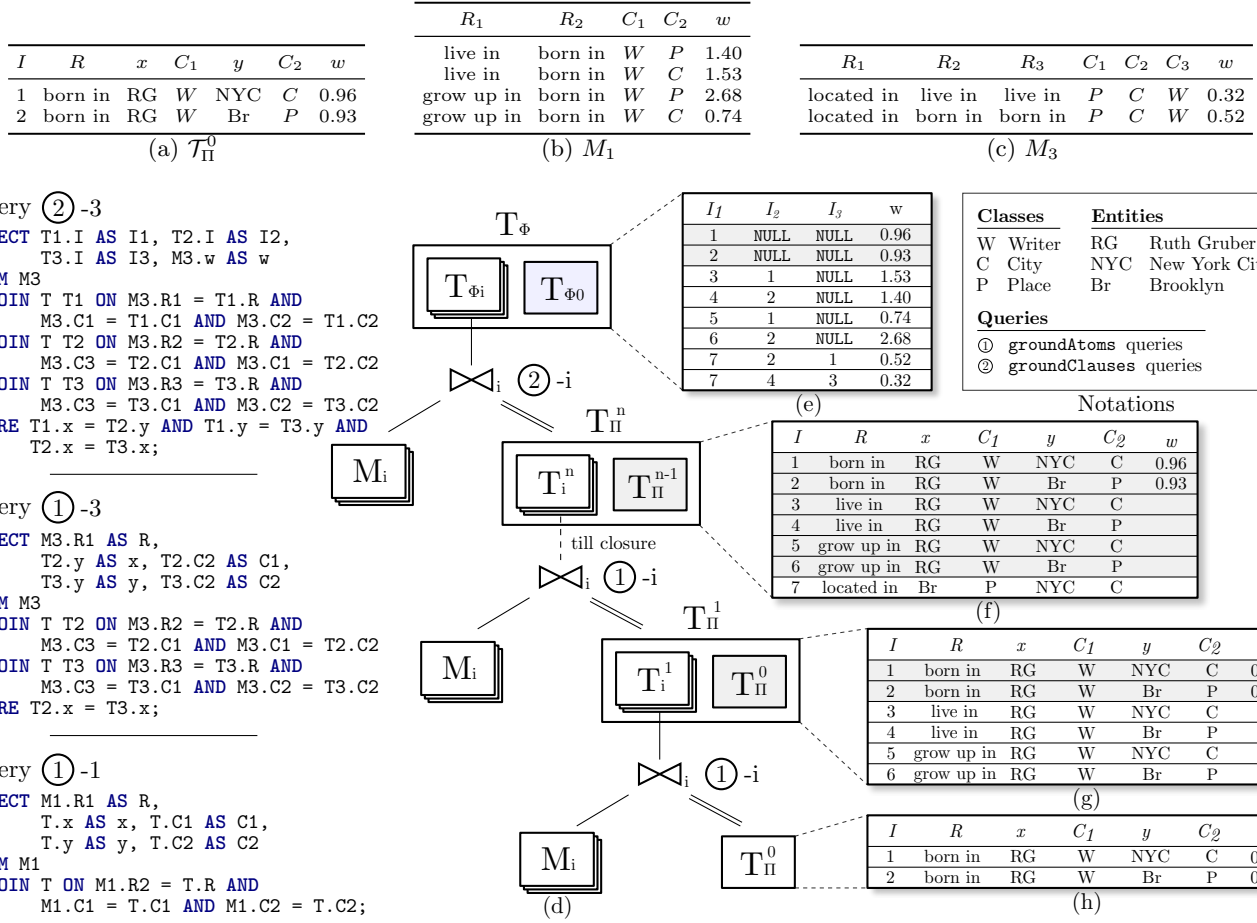 I R x C1 y C2 w
1 born in RG W NYC C 0.96
2 born in RG W Br P 0.93
(a) 𝒯Π0
R1 R2 C1 C2 w
live in born in W P 1.40
live in born in W C 1.53
grow up in born in W P 2.68
grow up in born in W C 0.74
(b) M1
R1 R2 R3 C1 C2 C3 w
located in live in live in P C W 0.32
located in born in born in P C W 0.52
(c) M3
ery 2 -3
ECT T1.I AS I1, T2.I AS I2,
T3.I AS I3, M3.w AS w
M M3
OIN T T1 ON M3.R1 = T1.R AND
M3.C1 = T1.C1 AND M3.C2 = T1.C2
OIN T T2 ON M3.R2 = T2.R AND
M3.C3 = T2.C1 AND M3.C1 = T2.C2
OIN T T3 ON M3.R3 = T3.R AND
M3.C3 = T3.C1 AND M3.C2 = T3.C2
RE T1.x = T2.y AND T1.y = T3.y AND
T2.x = T3.x;
ery 1 -3
ECT M3.R1 AS R,
T2.y AS x, T2.C2 AS C1,
T3.y AS y, T3.C2 AS C2
M M3
OIN T T2 ON M3.R2 = T2.R AND
M3.C3 = T2.C1 AND M3.C1 = T2.C2
OIN T T3 ON M3.R3 = T3.R AND
M3.C3 = T3.C1 AND M3.C2 = T3.C2
RE T2.x = T3.x;
ery 1 -1
ECT M1.R1 AS R,
T.x AS x, T.C1 AS C1,
T.y AS y, T.C2 AS C2
M M1
OIN T ON M1.R2 = T.R AND
M1.C1 = T.C1 AND M1.C2 = T.C2;
TΦ
TΦi TΦ0
i 2 -i
Mi
TΠn
Tin TΠn-1
till closure
i 1 -i
Mi
TΠ1
Ti1 TΠ0
i 1 -i
Mi
TΠ0
(d)
I1 I2 I3 w
1 NULL NULL 0.96
2 NULL NULL 0.93
3 1 NULL 1.53
4 2 NULL 1.40
5 1 NULL 0.74
6 2 NULL 2.68
7 2 1 0.52
7 4 3 0.32
(e)
Classes Entities
W Writer RG Ruth Gruber
C City NYC New York Ci
P Place Br Brooklyn
Queries
① groundAtoms queries
② groundClauses queries
Notations
I R x C1 y C2 w
1 born in RG W NYC C 0.96
2 born in RG W Br P 0.93
3 live in RG W NYC C
4 live in RG W Br P
5 grow up in RG W NYC C
6 grow up in RG W Br P
7 located in Br P NYC C
(f)
I R x C1 y C2
1 born in RG W NYC C 0
2 born in RG W Br P 0
3 live in RG W NYC C
4 live in RG W Br P
5 grow up in RG W NYC C
6 grow up in RG W Br P
(g)
I R x C1 y C2
1 born in RG W NYC C 0
2 born in RG W Br P 0
(h)